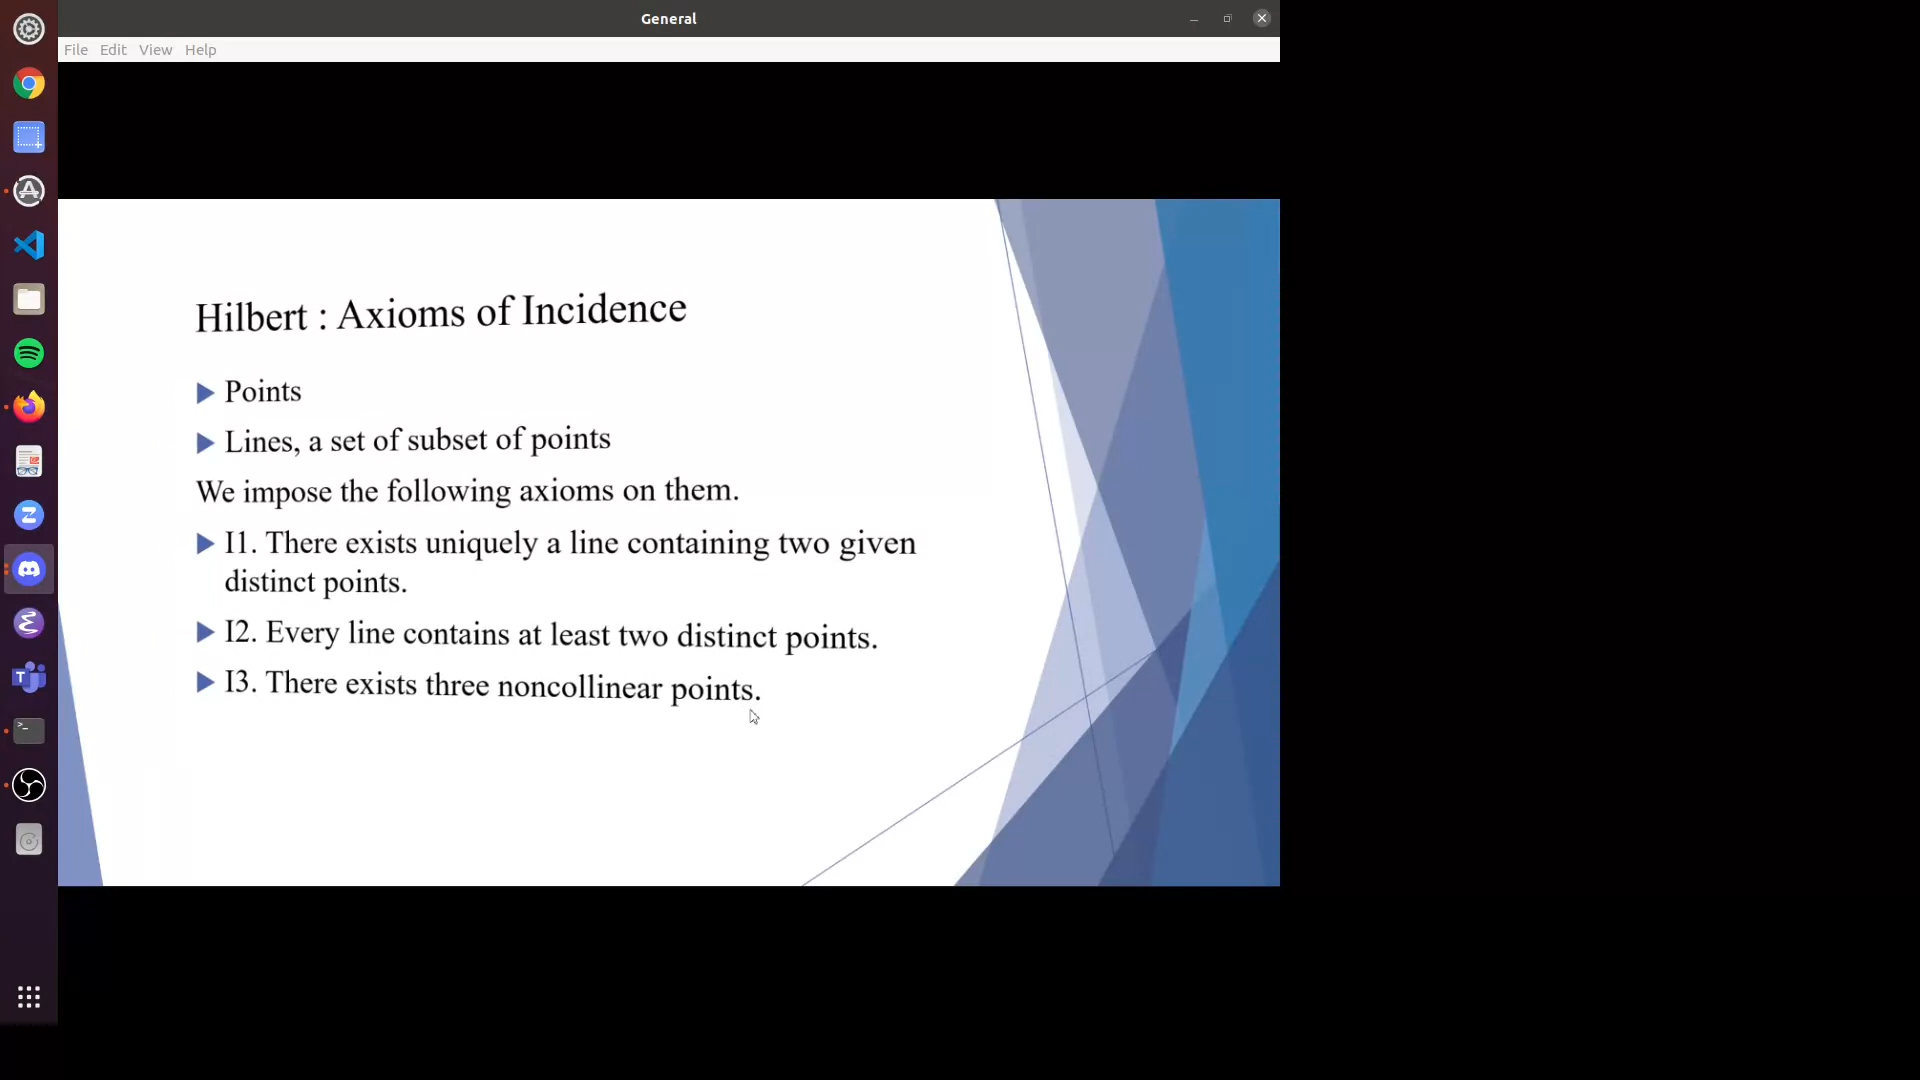 General
File Edit View Help
Hilbert : Axioms of Incidence
Points
Lines, a set of subset of points
We impose the following axioms on them.
I1. There exists uniquely a line containing two given
distinct points.
I2. Every line contains at least two distinct points.
I3. There exists three noncollinear points.